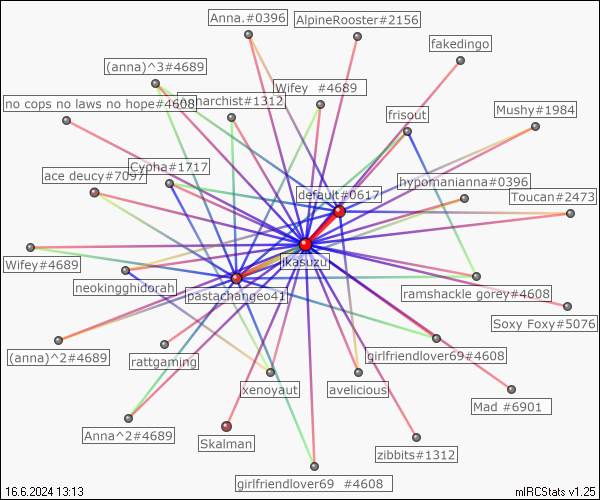 Anna.#0396
AlpineRooster#2156
fakedingo
(anna)^3#4689
Wifey #4689
no cops no laws no hope#4608
narchist#1312
frisout
Mushy#1984
Cypha#1717
ace deucy#7097
default#0617
hypomanianna#0396
Toucan#2473
Wifey#4689
jkasuzu
neokingghidorah
pastachangeo41
ramshackle gorey#4608
Soxy Foxy#5076
(anna)^2#4689
rattgaming
girlfriendlover69#4608
xenoyaut
avelicious
Mad #6901
Anna^2#4689
Skalman
zibbits#1312
girlfriendlover69 #4608
16.6.2024 13:13
mIRCStats v1.25